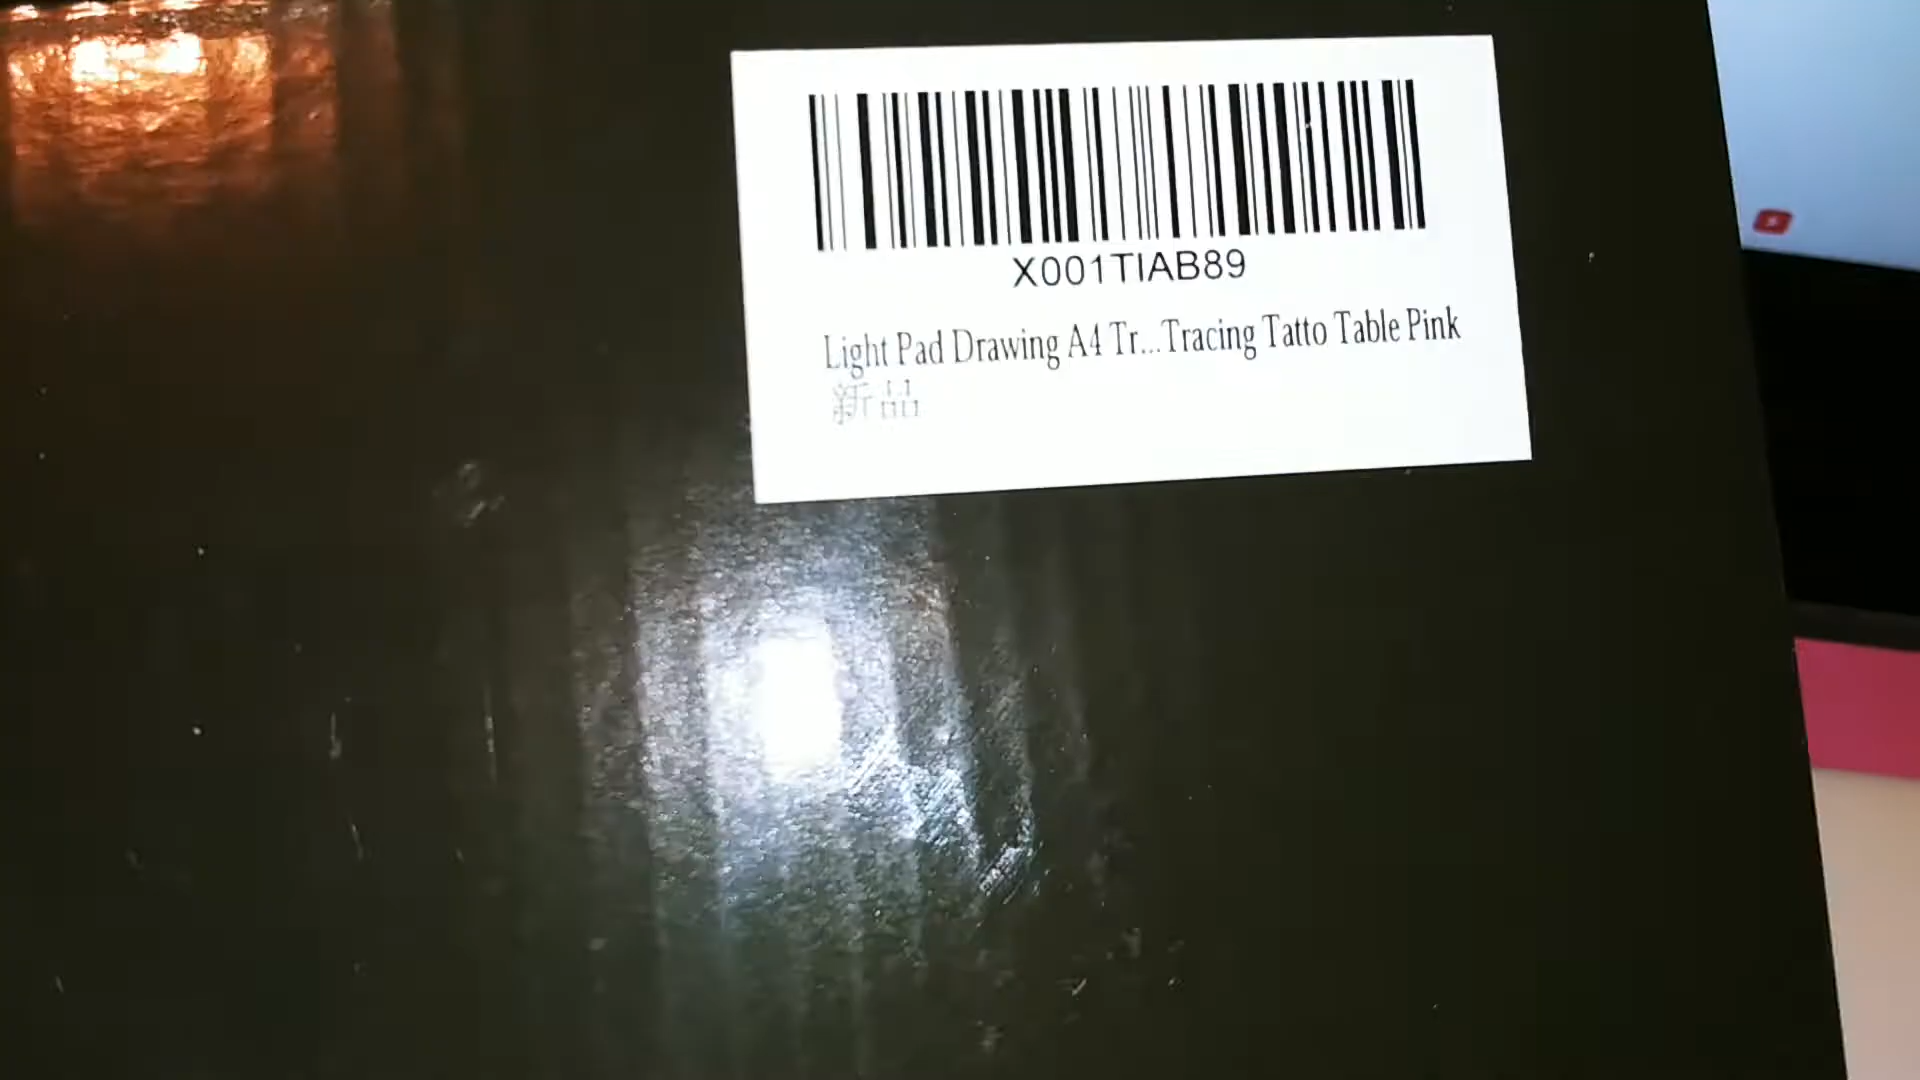 X001TIAB89
Light Pad Drawing A4 Tr...Tracing Tatto Table Pink
新品